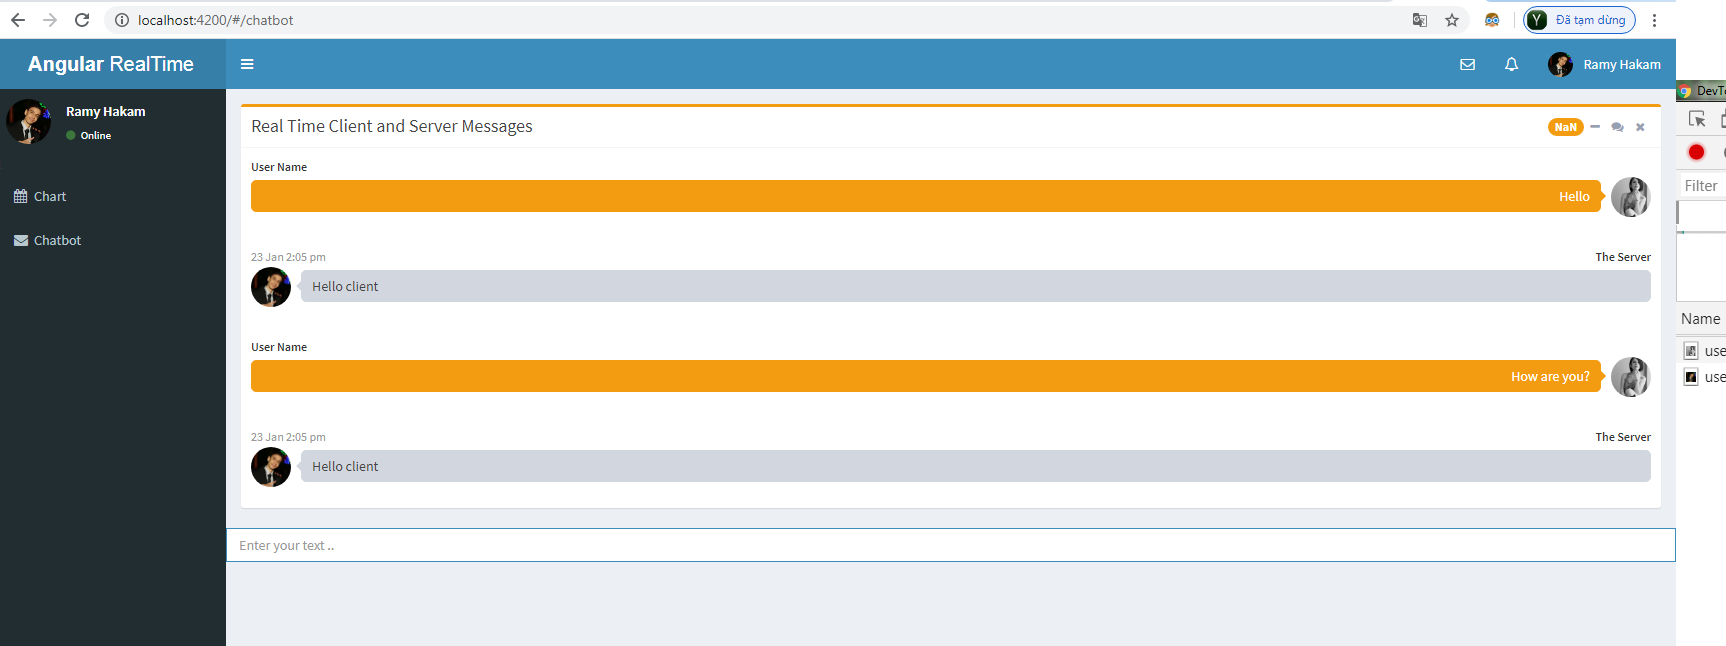 localhost:4200/#/chatbot
Y Đã tạm dừng
Angular RealTime
Ramy Hakam
Ramy Hakam
Online
DevT
Real Time Client and Server Messages
NaN
Filter
User Name
Hello
Chart
Chatbot
23 Jan 2:05 pm
The Server
Hello client
Name
User Name
How are you?
use
use
23 Jan 2:05 pm
The Server
Hello client
Enter your text ..